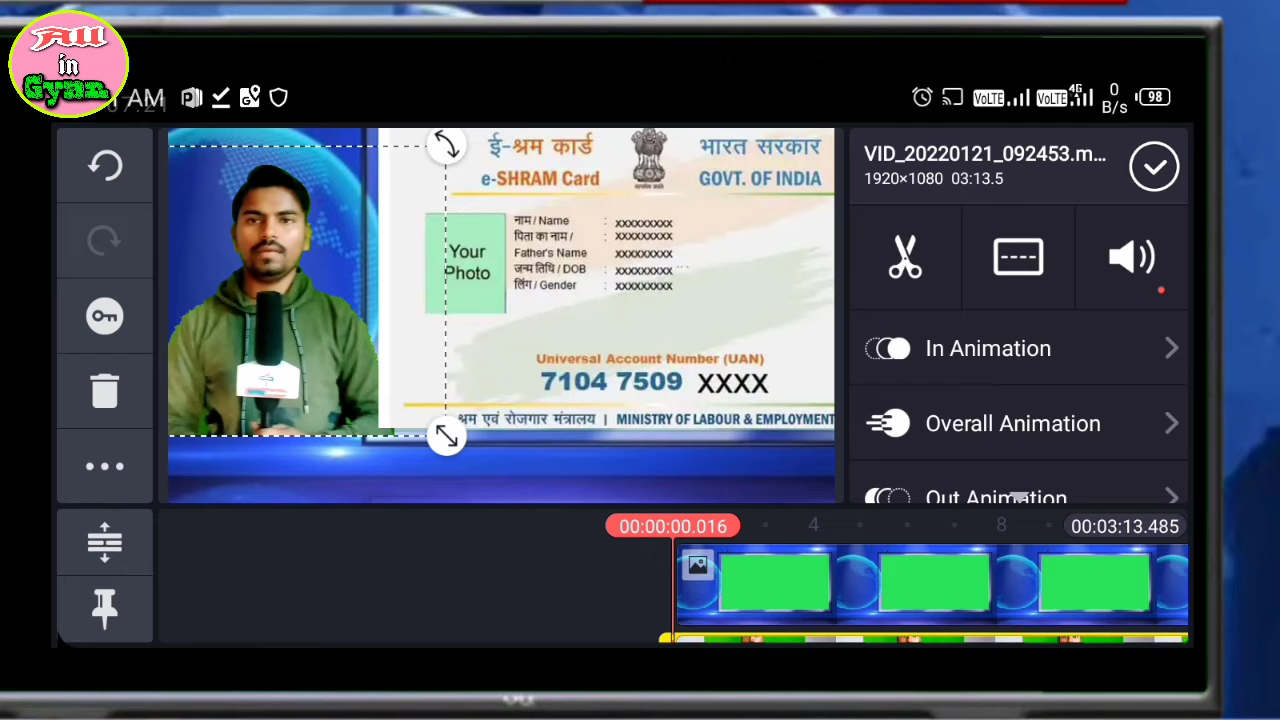 All
in
Gynn
AM
VoLTE
VoLTE 4G
0
B/s
98
ई-श्रम कार्ड
भारत सरकार
e-SHRAM Card
GOVT. OF INDIA
Your
Photo
नाम / Name : xxxxxxxxx
पिता का नाम / : xxxxxxxxx
Father's Name xxxxxxxxx
जन्म तिथि / DOB : xxxxxxxxx
लिंग / Gender : xxxxxxxxx
Universal Account Number (UAN)
7104 7509 XXXX
श्रम एवं रोजगार मंत्रालय | MINISTRY OF LABOUR & EMPLOYMENT
VID_20220121_092453.m...
1920×1080 03:13.5
In Animation
Overall Animation
Out Animation
00:00:00.016
4
8
00:03:13.485